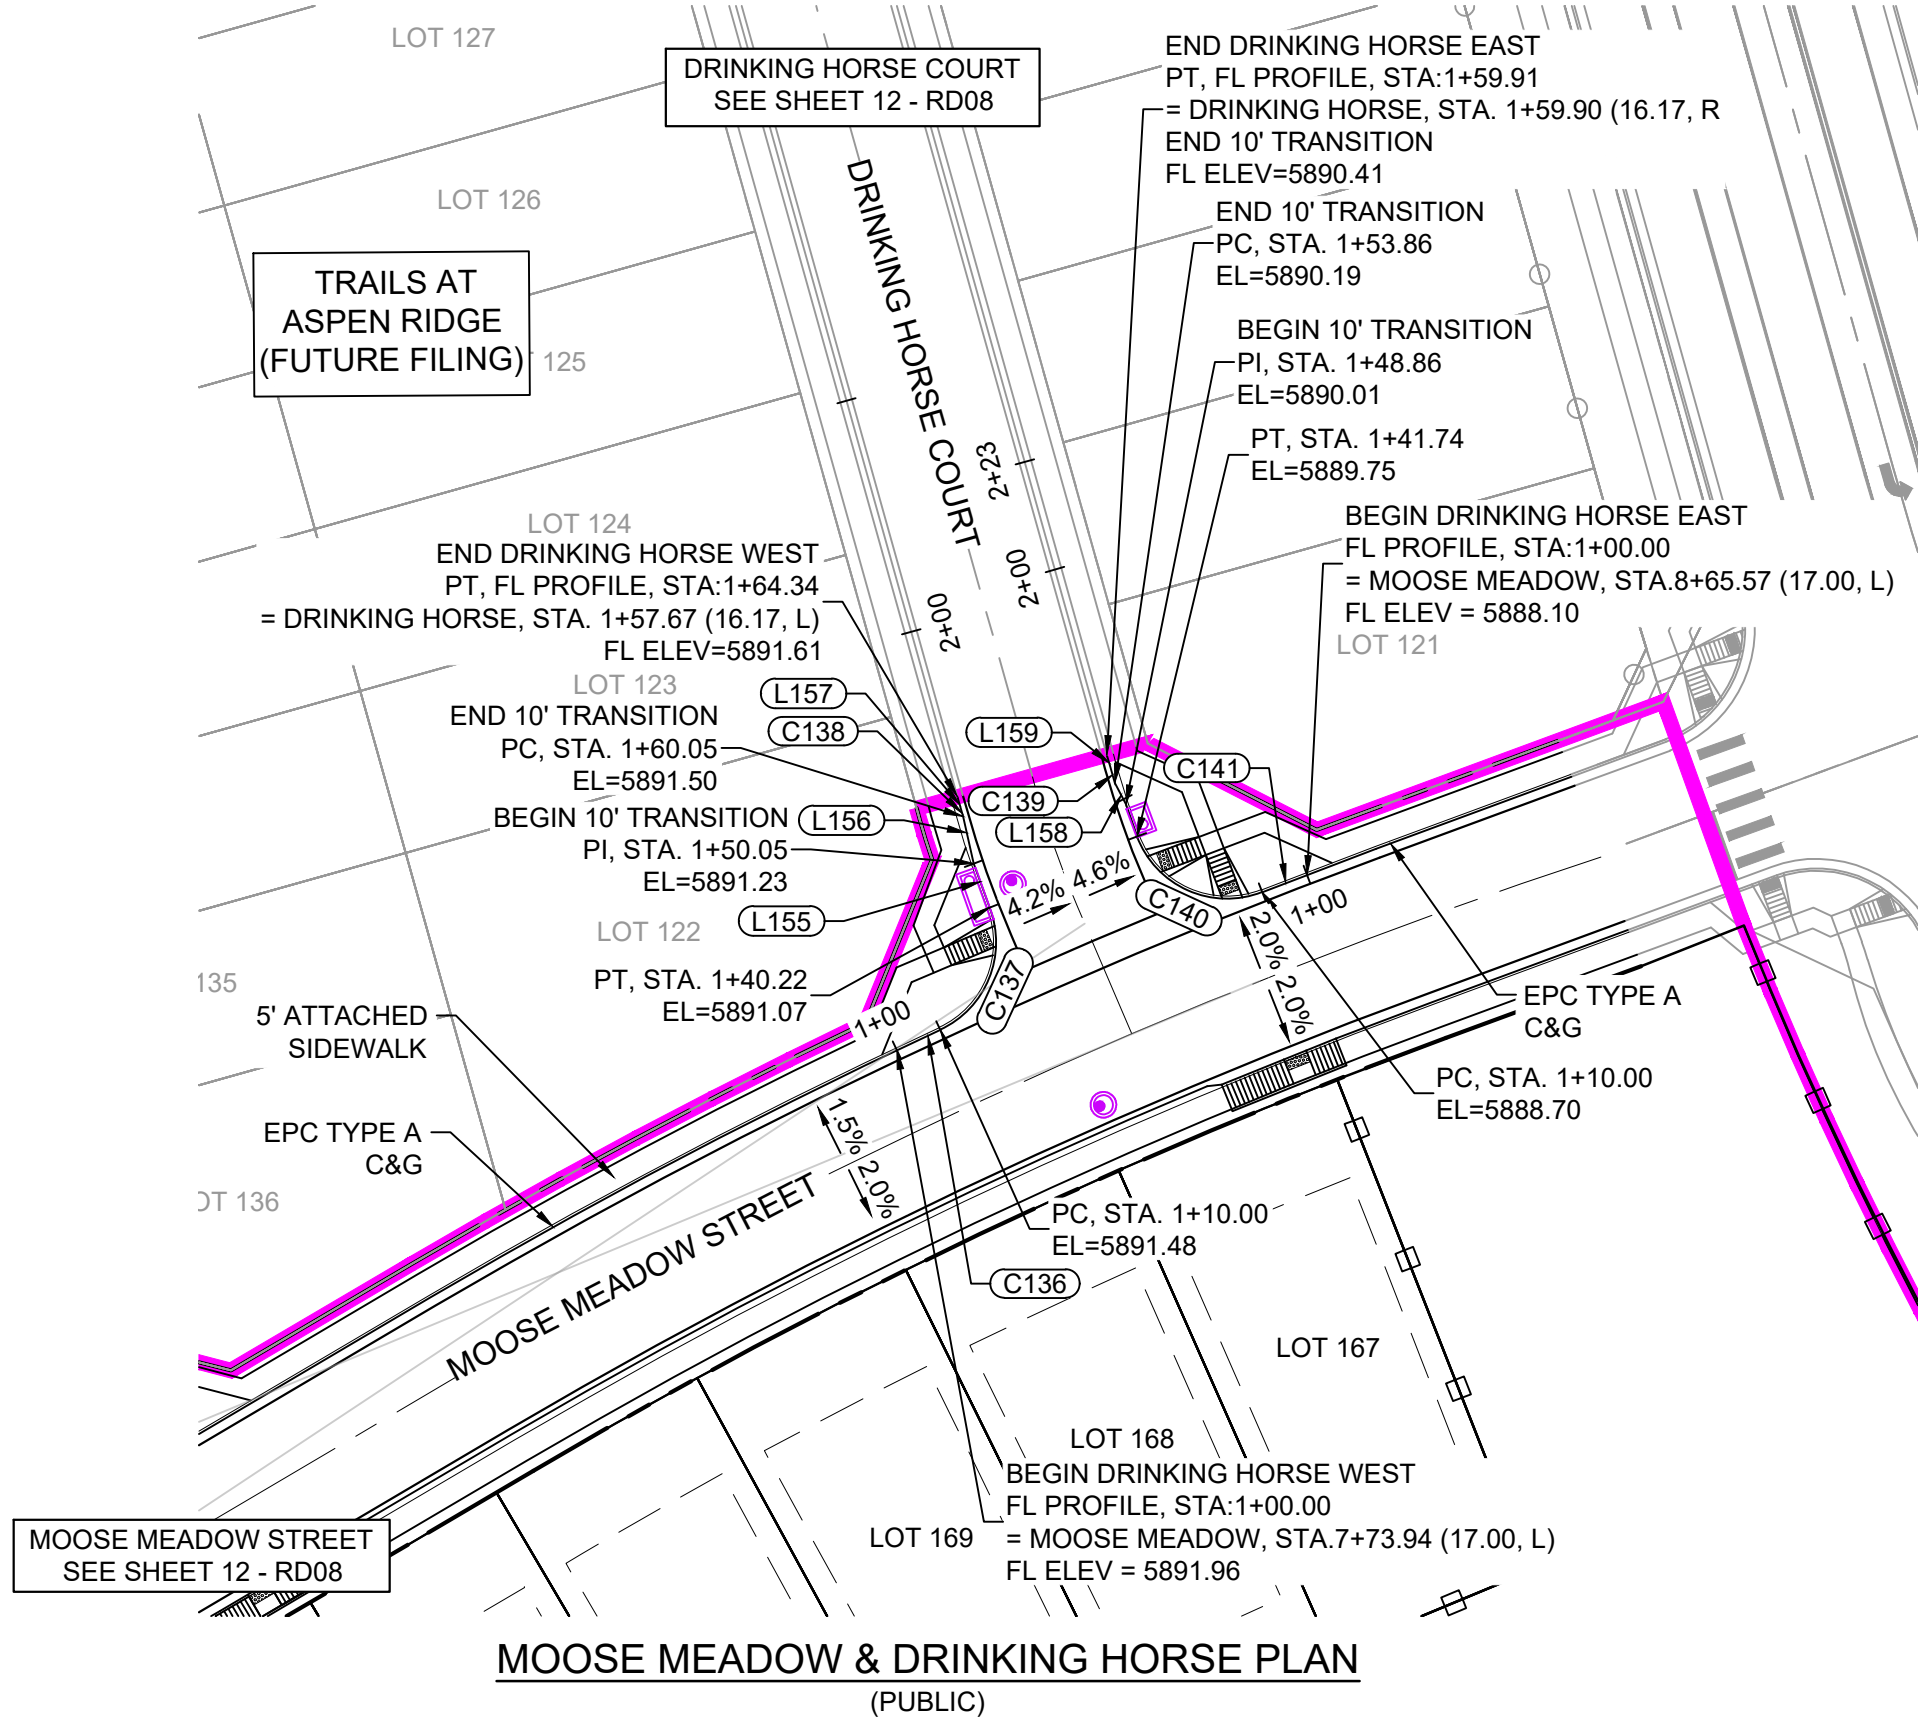 LOT 127
DRINKING HORSE COURT
SEE SHEET 12 - RD08
END DRINKING HORSE EAST
PT, FL PROFILE, STA:1+59.91
= DRINKING HORSE, STA. 1+59.90 (16.17, R
END 10' TRANSITION
FL ELEV=5890.41
LOT 126
END 10' TRANSITION
PC, STA. 1+53.86
EL=5890.19
TRAILS AT
ASPEN RIDGE
(FUTURE FILING)
125
BEGIN 10' TRANSITION
PI, STA. 1+48.86
EL=5890.01
DRINKING HORSE COURT
2+23
2+00
2+00
PT, STA. 1+41.74
EL=5889.75
LOT 124
END DRINKING HORSE WEST
PT, FL PROFILE, STA:1+64.34
= DRINKING HORSE, STA. 1+57.67 (16.17, L)
FL ELEV=5891.61
BEGIN DRINKING HORSE EAST
FL PROFILE, STA:1+00.00
= MOOSE MEADOW, STA.8+65.57 (17.00, L)
FL ELEV = 5888.10
LOT 121
LOT 123
L157
END 10' TRANSITION
PC, STA. 1+60.05
EL=5891.50
C138
L159
C141
C139
BEGIN 10' TRANSITION
PI, STA. 1+50.05
EL=5891.23
L156
L158
4.2% 4.6%
C140
1+00
L155
LOT 122
2.0% 2.0%
PT, STA. 1+40.22
EL=5891.07
C137
1+00
135
5' ATTACHED
SIDEWALK
EPC TYPE A
C&G
PC, STA. 1+10.00
EL=5888.70
EPC TYPE A
C&G
1.5% 2.0%
OT 136
MOOSE MEADOW STREET
PC, STA. 1+10.00
EL=5891.48
C136
LOT 167
LOT 168
BEGIN DRINKING HORSE WEST
FL PROFILE, STA:1+00.00
= MOOSE MEADOW, STA.7+73.94 (17.00, L)
FL ELEV = 5891.96
LOT 169
MOOSE MEADOW STREET
SEE SHEET 12 - RD08
MOOSE MEADOW & DRINKING HORSE PLAN
(PUBLIC)